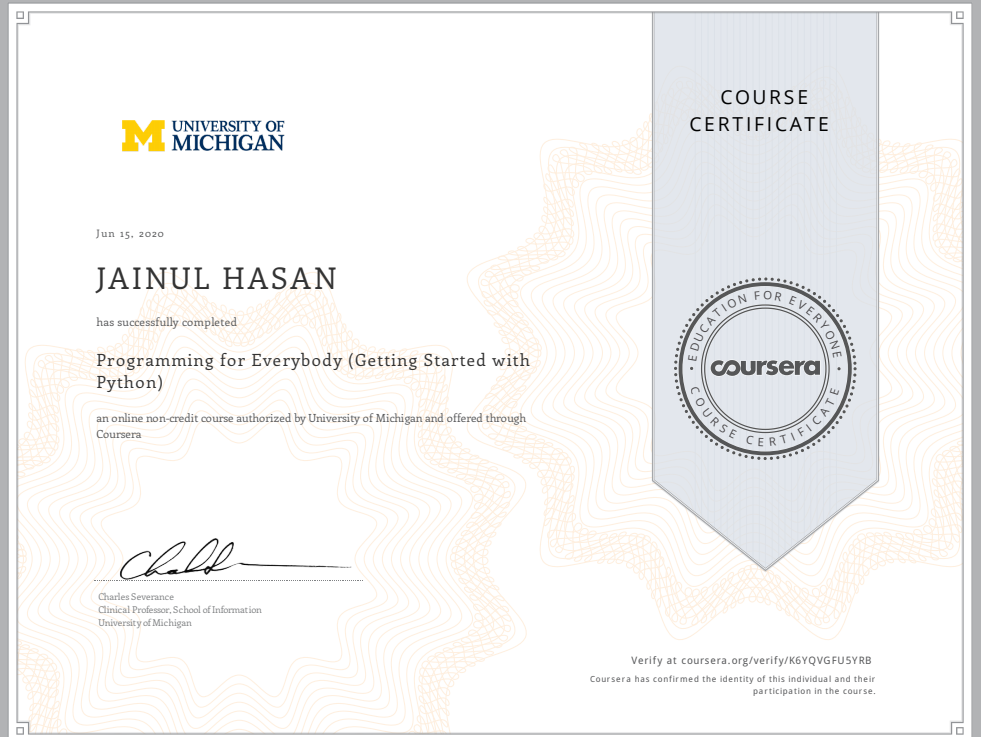 UNIVERSITY OF
MICHIGAN
COURSE
CERTIFICATE
Jun 15, 2020
JAINUL HASAN
has successfully completed
Programming for Everybody (Getting Started with
Python)
an online non-credit course authorized by University of Michigan and offered through
Coursera
EDUCATION FOR EVERYONE
coursera
COURSE CERTIFICATE
Charles Severance
Clinical Professor, School of Information
University of Michigan
Verify at coursera.org/verify/K6YQVGFU5YRB
Coursera has confirmed the identity of this individual and their
participation in the course.